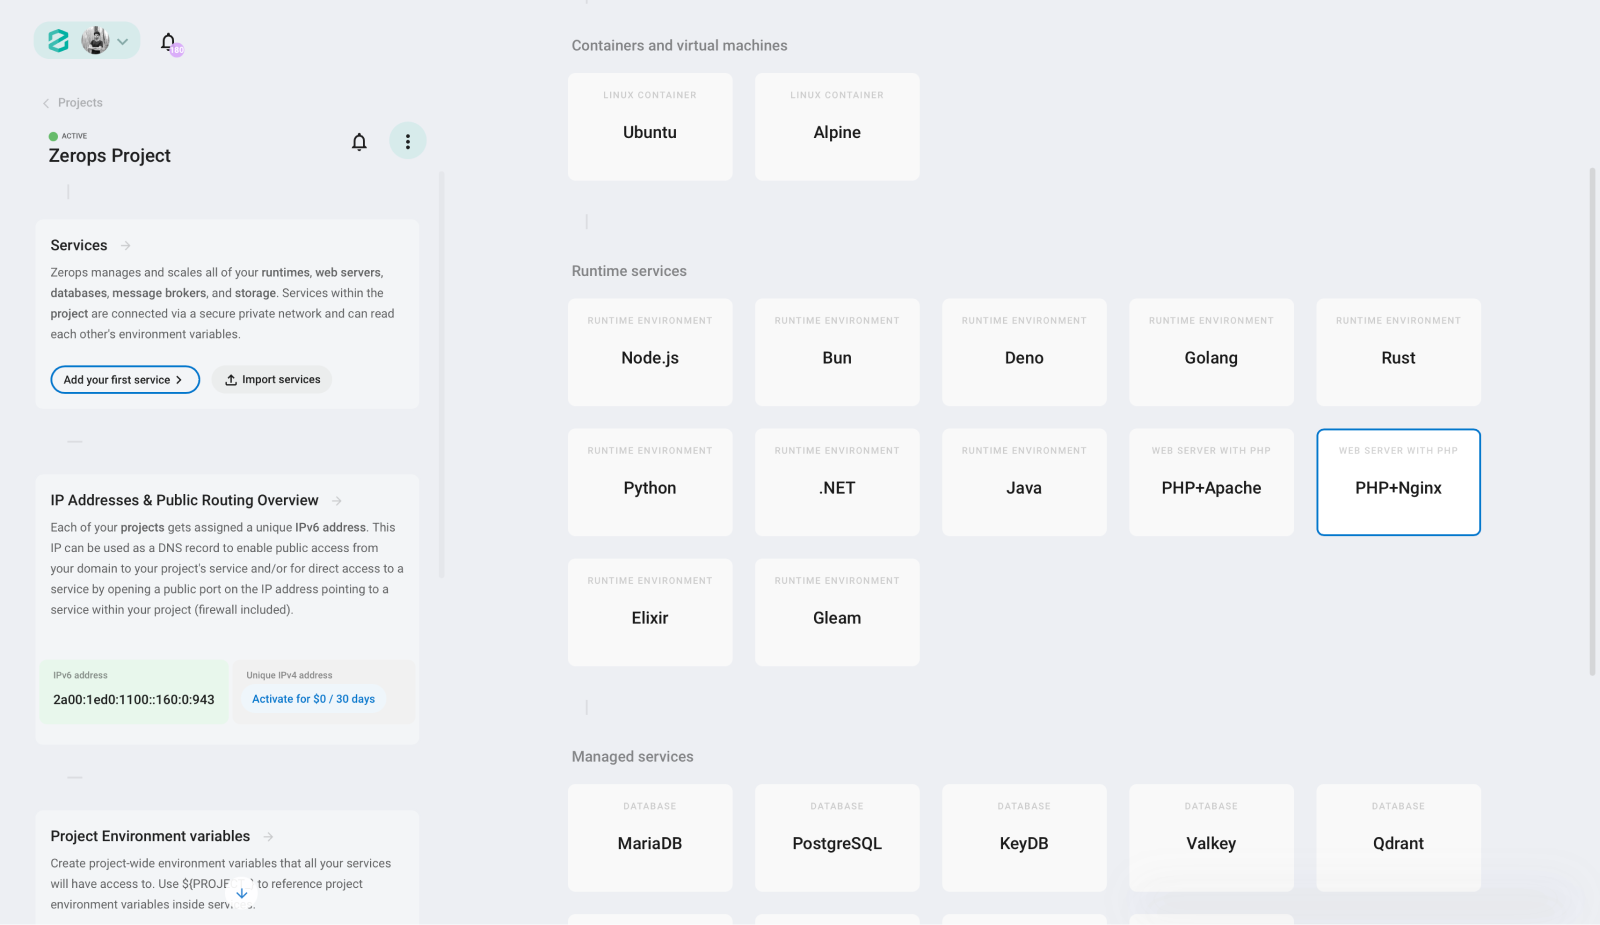 180
Projects
ACTIVE
Zerops Project
Services
Zerops manages and scales all of your runtimes, web servers,
databases, message brokers, and storage. Services within the
project are connected via a secure private network and can read
each other's environment variables.
Add your first service
Import services
IP Addresses & Public Routing Overview
Each of your projects gets assigned a unique IPv6 address. This
IP can be used as a DNS record to enable public access from
your domain to your project's service and/or for direct access to a
service by opening a public port on the IP address pointing to a
service within your project (firewall included).
IPv6 address
2a00:1ed0:1100::160:0:943
Unique IPv4 address
Activate for $0 / 30 days
Project Environment variables
Create project-wide environment variables that all your services
will have access to. Use ${PROJE to reference project
environment variables inside serv
Containers and virtual machines
LINUX CONTAINER
Ubuntu
LINUX CONTAINER
Alpine
Runtime services
RUNTIME ENVIRONMENT
Node.js
RUNTIME ENVIRONMENT
Bun
RUNTIME ENVIRONMENT
Deno
RUNTIME ENVIRONMENT
Golang
RUNTIME ENVIRONMENT
Rust
RUNTIME ENVIRONMENT
Python
RUNTIME ENVIRONMENT
.NET
RUNTIME ENVIRONMENT
Java
WEB SERVER WITH PHP
PHP+Apache
WEB SERVER WITH PHP
PHP+Nginx
RUNTIME ENVIRONMENT
Elixir
RUNTIME ENVIRONMENT
Gleam
Managed services
DATABASE
MariaDB
DATABASE
PostgreSQL
DATABASE
KeyDB
DATABASE
Valkey
DATABASE
Qdrant